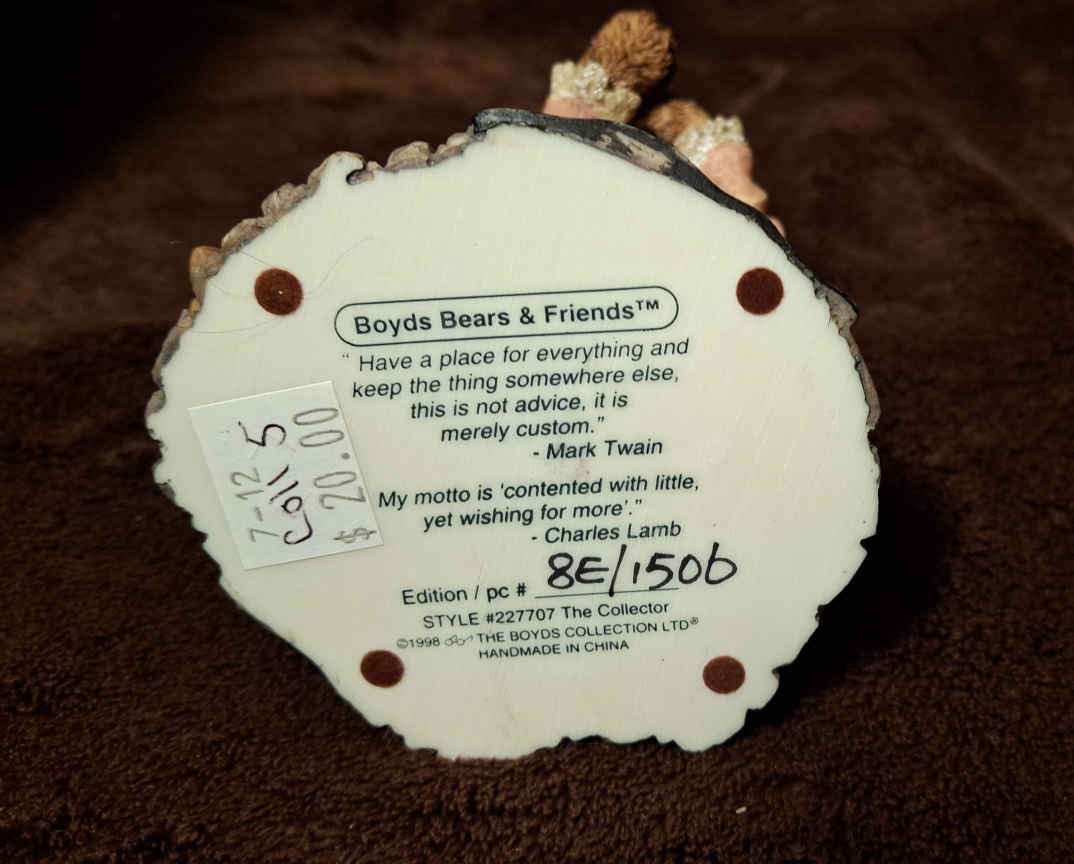 Boyds Bears & Friends™
" Have a place for everything and
keep the thing somewhere else,
this is not advice, it is
merely custom."
- Mark Twain
My motto is 'contented with little,
yet wishing for more'."
- Charles Lamb
Edition / pc # 8E/1506
STYLE #227707 The Collector
©1998 THE BOYDS COLLECTION LTD®
HANDMADE IN CHINA
7-12
Coll 5
$ 20.00